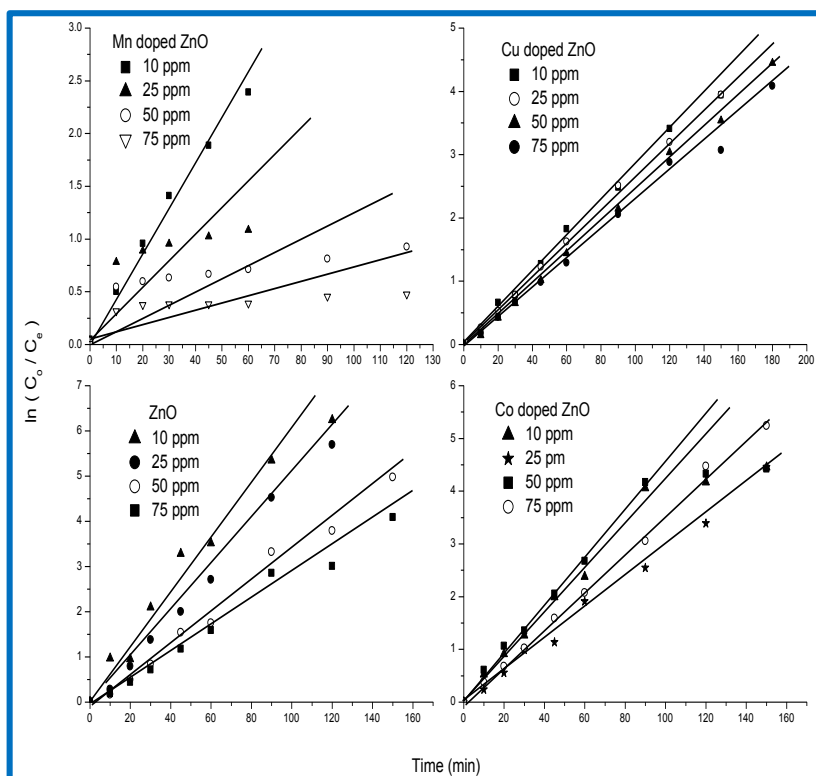 Mn doped ZnO
10 ppm
25 ppm
50 ppm
75 ppm
3.0
2.5
2.0
1.5
1.0
0.5
0.0
0 10 20 30 40 50 60 70 80 90 100 110 120 130
Cu doped ZnO
10 ppm
25 ppm
50 ppm
75 ppm
5
4
3
2
1
0
0 20 40 60 80 100 120 140 160 180 200
ln ( C₀ / Cₑ )
ZnO
10 ppm
25 ppm
50 ppm
75 ppm
7
6
5
4
3
2
1
0
0 20 40 60 80 100 120 140 160
Co doped ZnO
10 ppm
25 pm
50 ppm
75 ppm
6
5
4
3
2
1
0
0 20 40 60 80 100 120 140 160
Time (min)